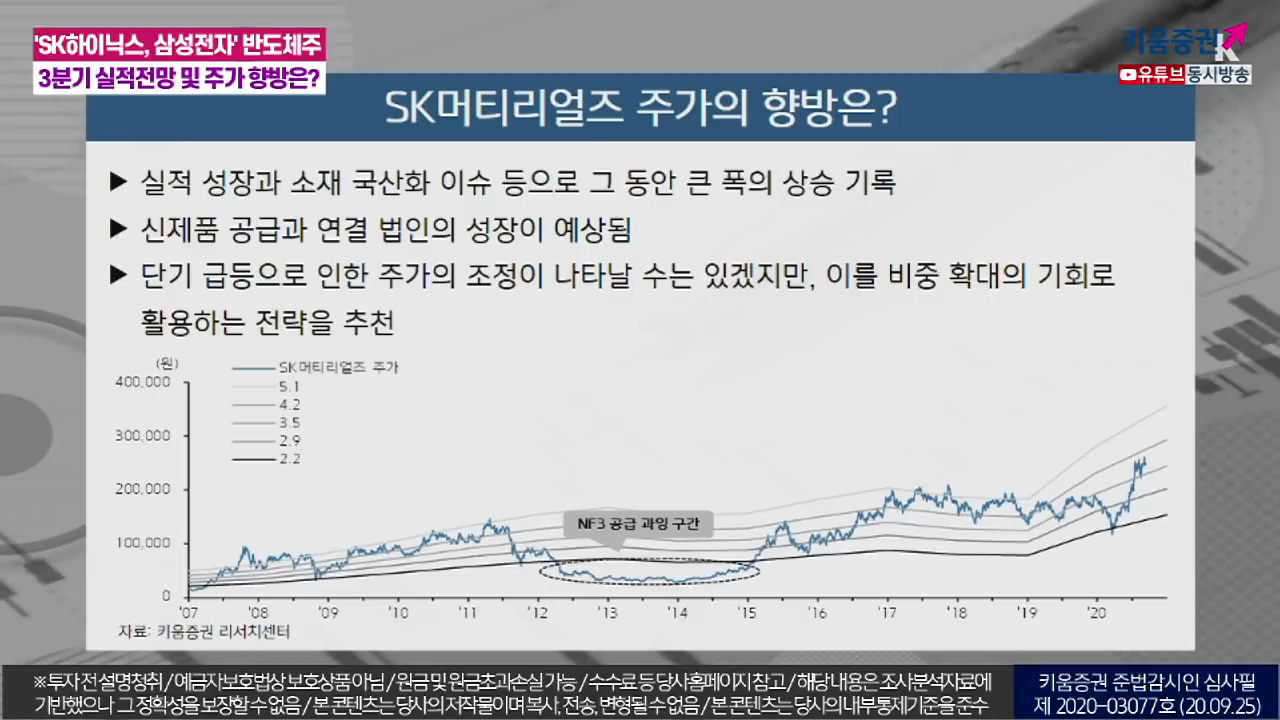 'SK하이닉스, 삼성전자' 반도체주
3분기 실적전망 및 주가 향방은?
키움증권
유튜브 동시방송
SK머티리얼즈 주가의 향방은?
▶ 실적 성장과 소재 국산화 이슈 등으로 그 동안 큰 폭의 상승 기록
▶ 신제품 공급과 연결 법인의 성장이 예상됨
▶ 단기 급등으로 인한 주가의 조정이 나타날 수는 있겠지만, 이를 비중 확대의 기회로
활용하는 전략을 추천
(원)
SK머티리얼즈 주가
5.1
4.2
3.5
2.9
2.2
400,000
300,000
200,000
100,000
0
NF3 공급 과잉 구간
'07 '08 '09 '10 '11 '12 '13 '14 '15 '16 '17 '18 '19 20
자료: 키움증권 리서치센터
※ 투자 전 설명청취 / 예금자보호법상 보호상품 아님 / 원금 및 원금초과손실 가능 / 수수료 등 당사홈페이지 참고 / 해당 내용은 조사분석자료에
기반했으나 그 정확성을 보장할 수 없음 / 본 콘텐츠는 당사의 저작물이며 복사, 전송, 변형될 수 없음 / 본 콘텐츠는 당사의 내부통제기준을 준수
키움증권 준법감시인 심사필
제 2020-03077호 (20.09.25)